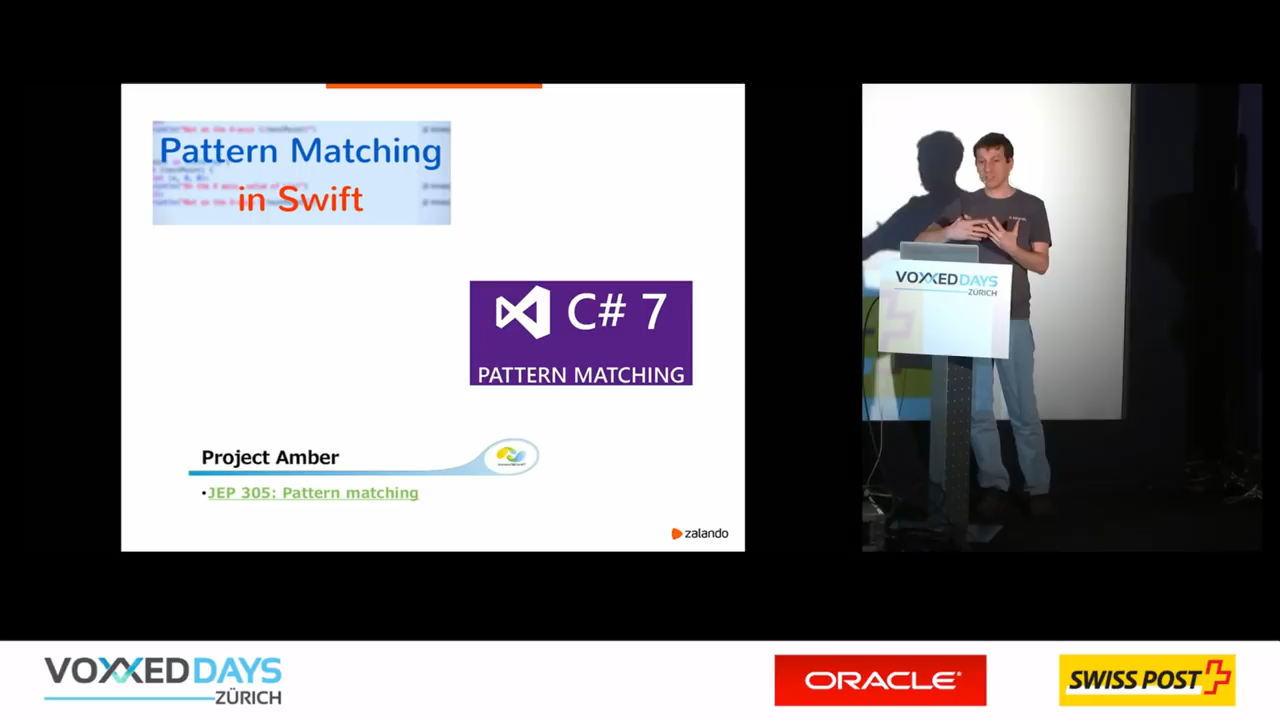 Pattern Matching
in Swift
C# 7
PATTERN MATCHING
Project Amber
•JEP 305: Pattern matching
zalando
VOXXED DAYS
ZÜRICH
VOXXED DAYS
ZÜRICH
ORACLE®
SWISS POST